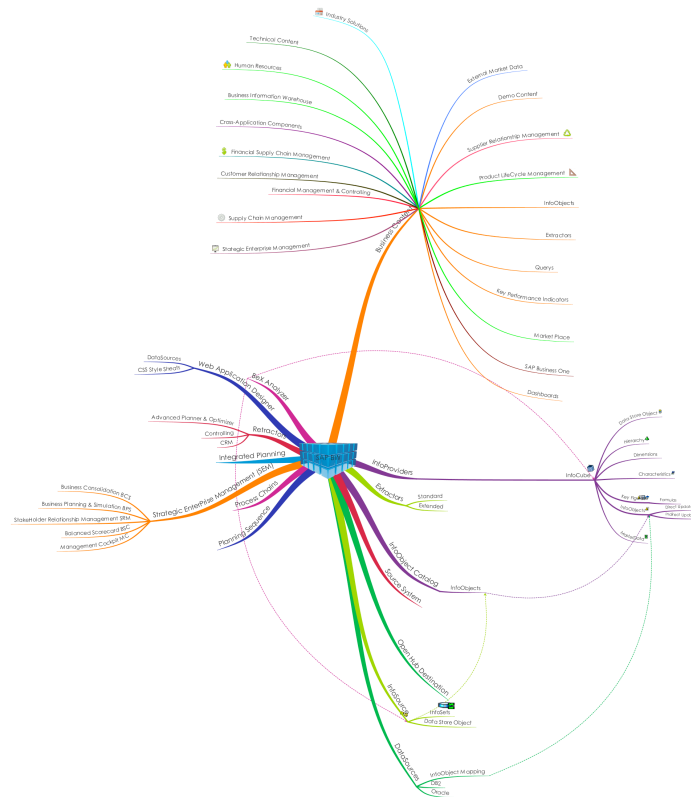 Industry Solutions
Technical Content
Human Resources
Business Information Warehouse
Cross-Application Components
Financial Supply Chain Management
Customer Relationship Management
Financial Management & Controlling
Supply Chain Management
Stategic Enterprise Management
External Market Data
Demo Content
Supplier Relationship Management
Product LifeCycle Management
InfoObjects
Extractors
Querys
Key Performance Indicators
Market Place
SAP Business One
Dashboards
Business Content
DataSources
CSS Style Sheatt
Web Application Designer
BeX Analyzer
Advanced Planner & Optimizer
Controlling
CRM
Retractors
Integrated Planning
Strategic EnterPrise Management (SEM)
Business Consalidation BCS
Business Planning & Simulation BPS
Stakeholder Relationship Management SRM
Balanced Scorecard BSC
Management Cockpit MC
Process Chains
Planning Sequence
InfoProviders
InfoCube
Data Store Object
Hierarchy
Dimensions
Characteristics
Key
Formula
InfoObjects
Extractors
Standard
Extended
InfoObject Catalog
InfoObjects
Source System
Open Hub Destination
InfoSource
InfoSets
Data Store Object
DataSources
InfoObject Mapping
DB2
Oracle